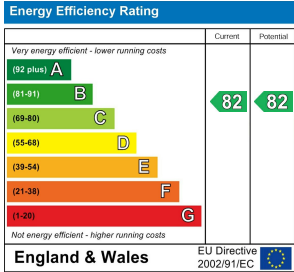 Energy Efficiency Rating
Current Potential
Very energy efficient - lower running costs
(92 plus) A
(81-91) B
82 82
(69-80) C
(55-68) D
(39-54) E
(21-38) F
(1-20) G
Not energy efficient - higher running costs
England & Wales
EU Directive
2002/91/EC